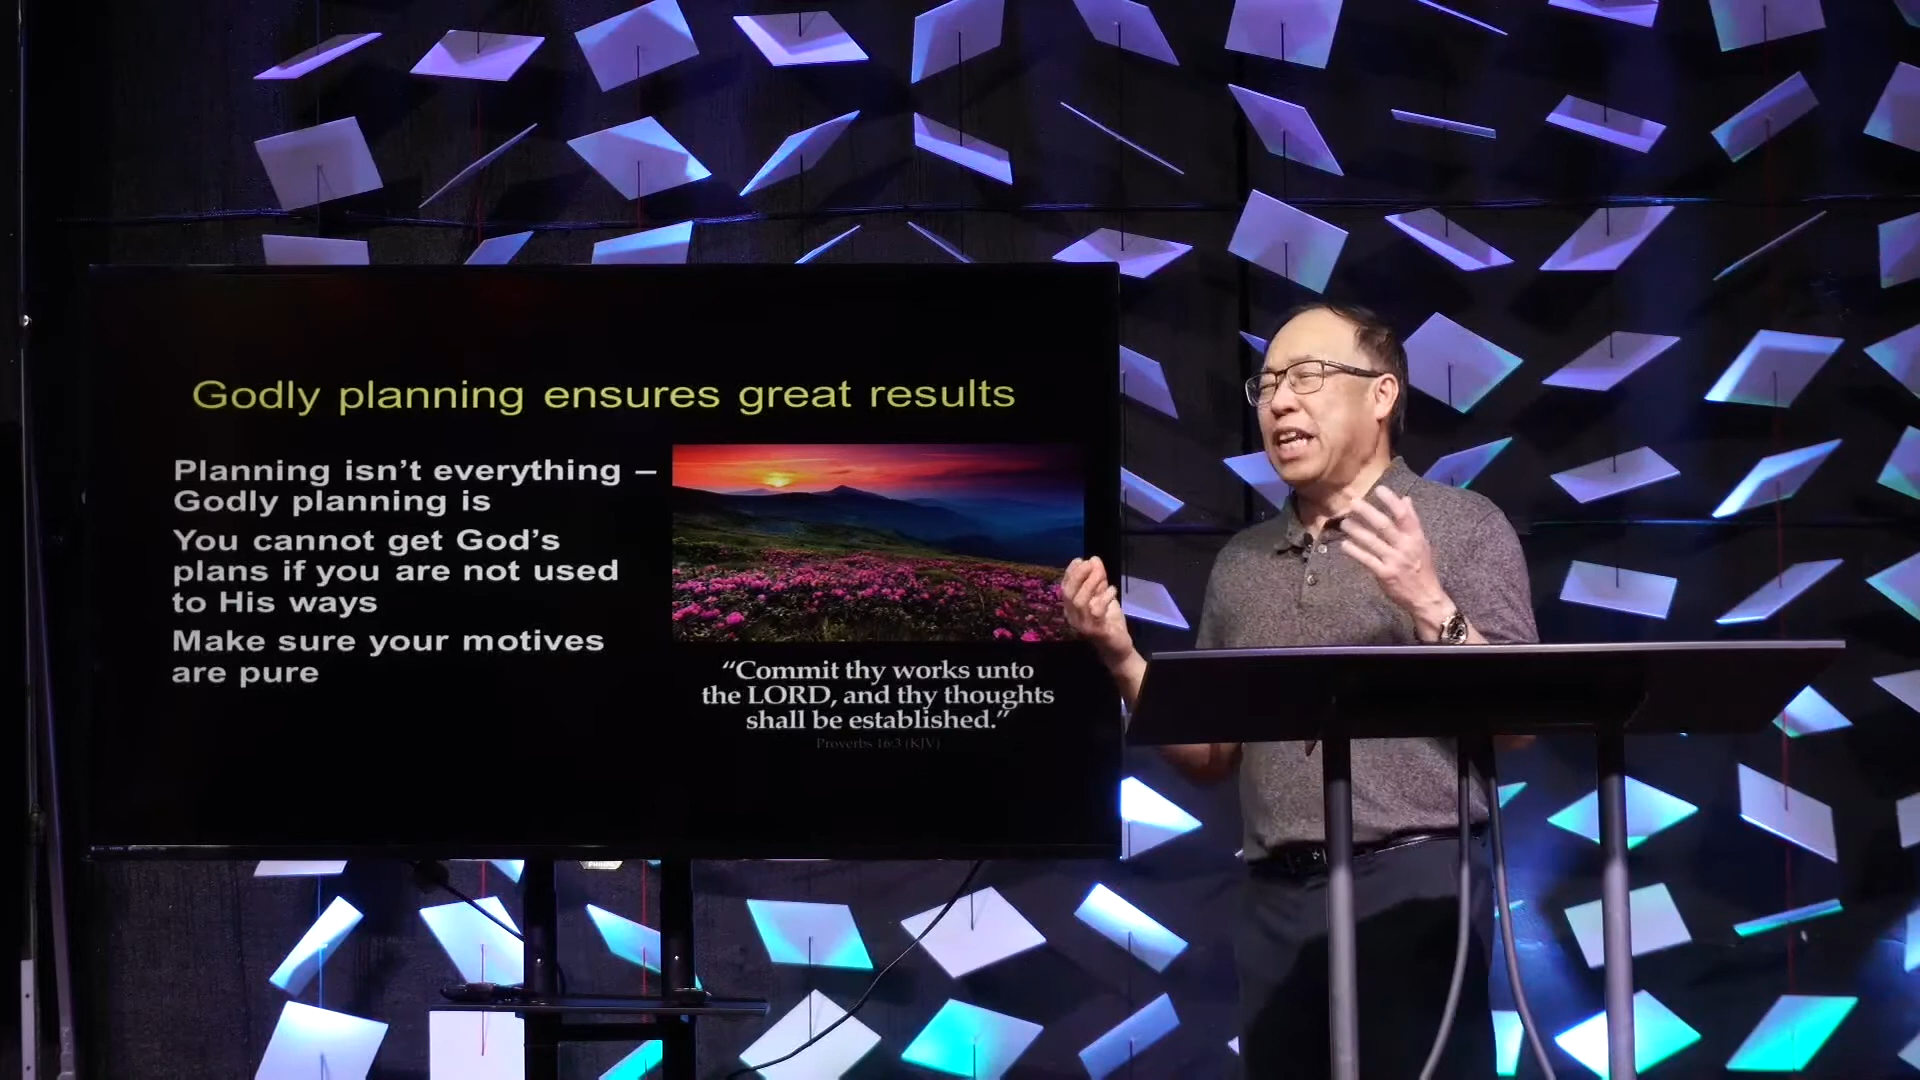 Godly planning ensures great results
Planning isn’t everything –
Godly planning is
You cannot get God’s
plans if you are not used
to His ways
Make sure your motives
are pure
“Commit thy works unto
the LORD, and thy thoughts
shall be established.”
Proverbs 16:3 (KJV)